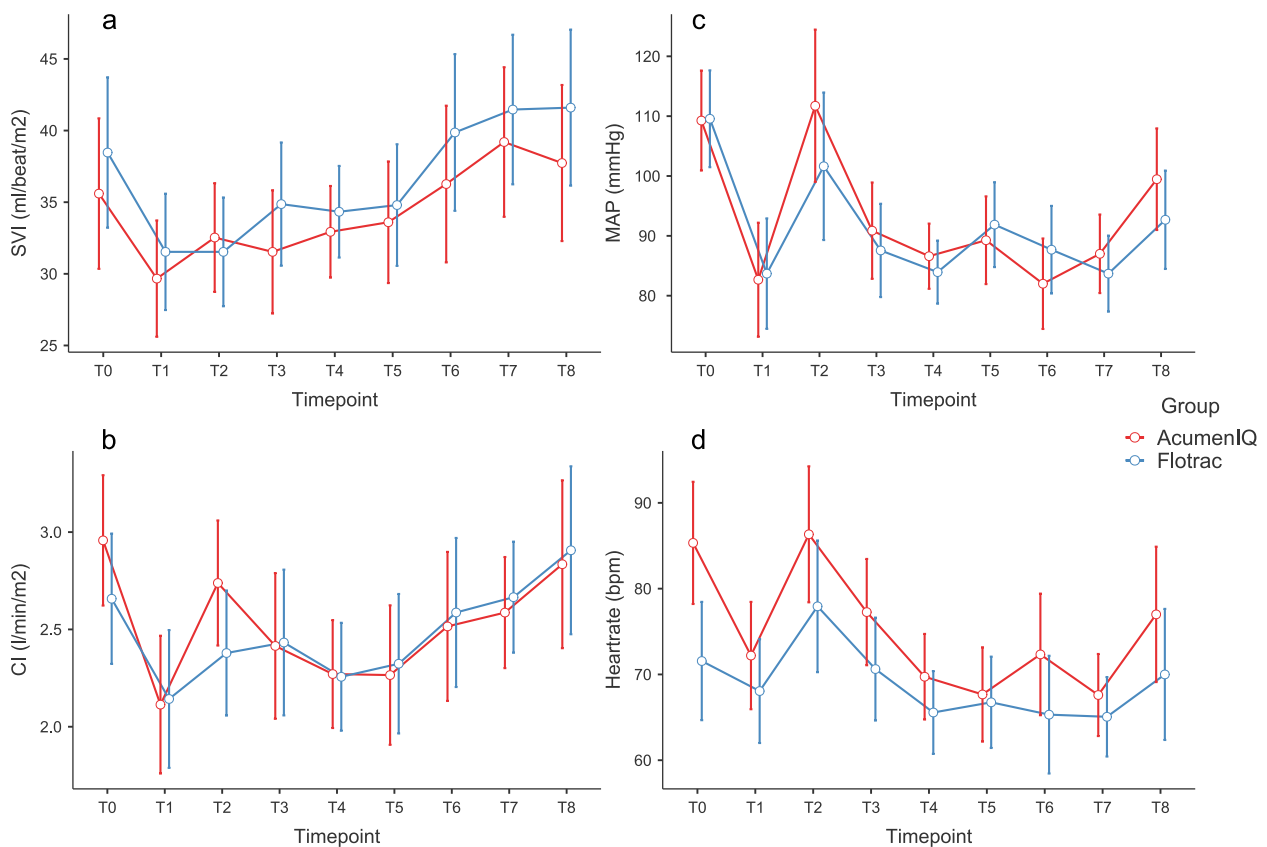 a
SVI (ml/beat/m2)
45
40
35
30
25
T0 T1 T2 T3 T4 T5 T6 T7 T8
Timepoint
c
MAP (mmHg)
120
110
100
90
80
T0 T1 T2 T3 T4 T5 T6 T7 T8
Timepoint
Group
AcumenIQ
Flotrac
b
CI (l/min/m2)
3.0
2.5
2.0
T0 T1 T2 T3 T4 T5 T6 T7 T8
Timepoint
d
Heartrate (bpm)
90
80
70
60
T0 T1 T2 T3 T4 T5 T6 T7 T8
Timepoint